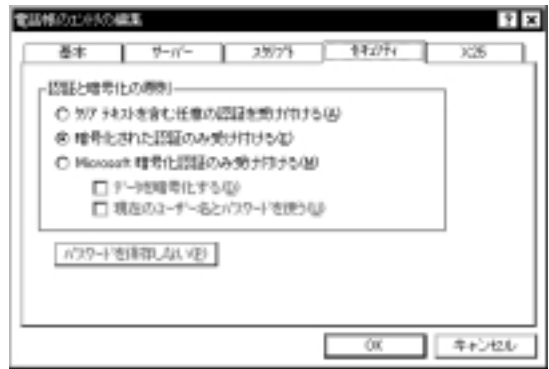 電話帳のエントリの編集
基本 サーバー スクリプト セキュリティ X.25
認証と暗号化の原則
クリア テキストを含む任意の認証を受け付ける(A)
暗号化された認証のみ受け付ける(E)
Microsoft 暗号化認証のみ受け付ける(M)
データを暗号化する(D)
現在のユーザー名とパスワードを使う(U)
パスワードを保存しない(P)
OK キャンセル